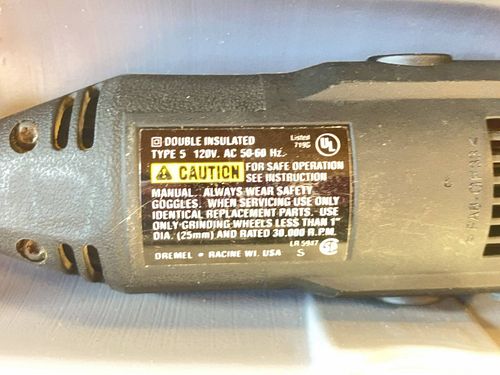 DOUBLE INSULATED
TYPE 5 120V. AC 50-60 Hz.
Listed
719G
UL
CAUTION FOR SAFE OPERATION
SEE INSTRUCTION
MANUAL. ALWAYS WEAR SAFETY
GOGGLES. WHEN SERVICING USE ONLY
IDENTICAL REPLACEMENT PARTS. USE
ONLY GRINDING WHEELS LESS THAN 1"
DIA. (25mm) AND RATED 30,000 R.P.M.
LR 5947
DREMEL • RACINE WI. USA S